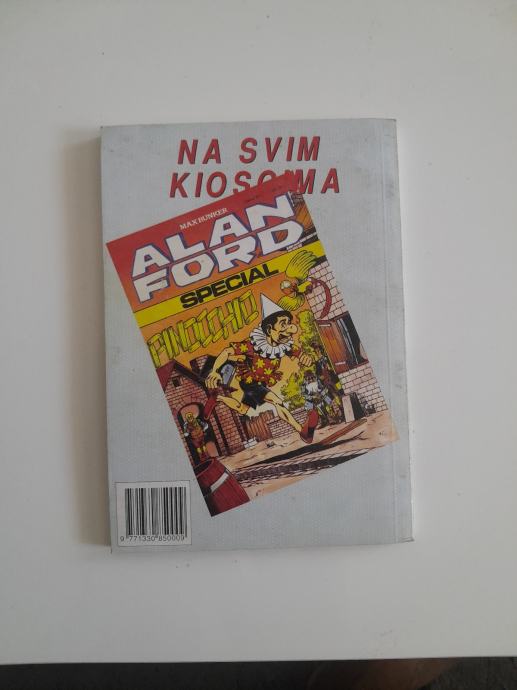 NA SVIM
KIOSCIMA
MAX BUNKER
ALAN
FORD
SPECIAL
PINOCCHIO
9 771330 850009